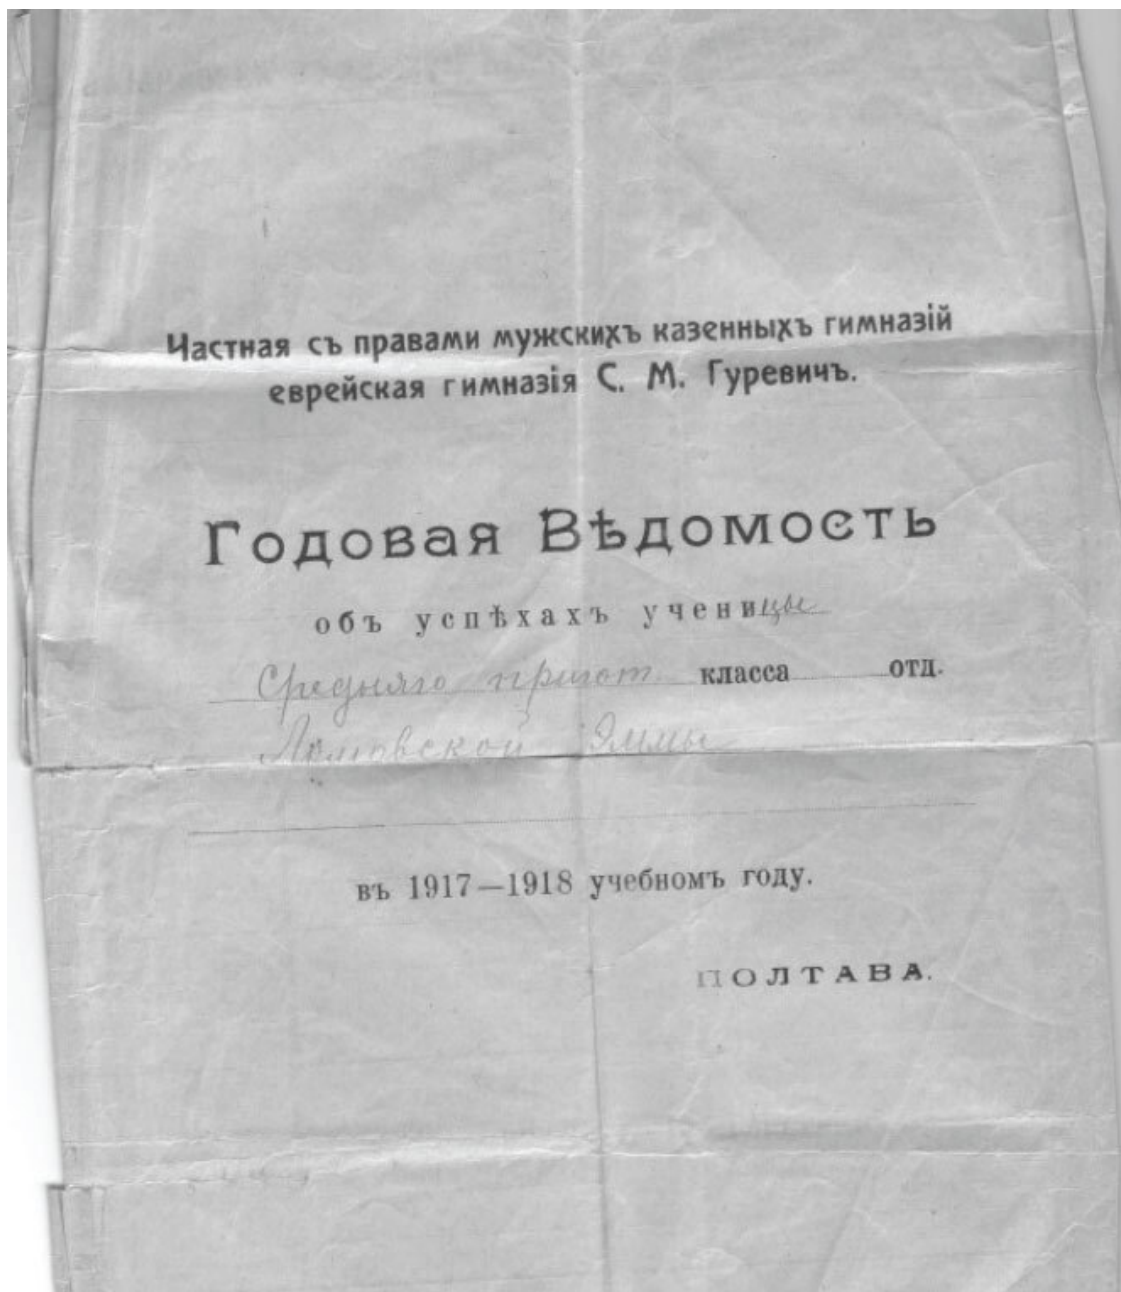 Частная съ правами мужскихъ казенныхъ гимназій
еврейская гимназія С. М. Гуревичъ.
Годовая Вѣдомость
объ успѣхахъ ученицы
Средняго пригот. класса отд.
Ломовской Эммы
въ 1917—1918 учебномъ году.
ПОЛТАВА.